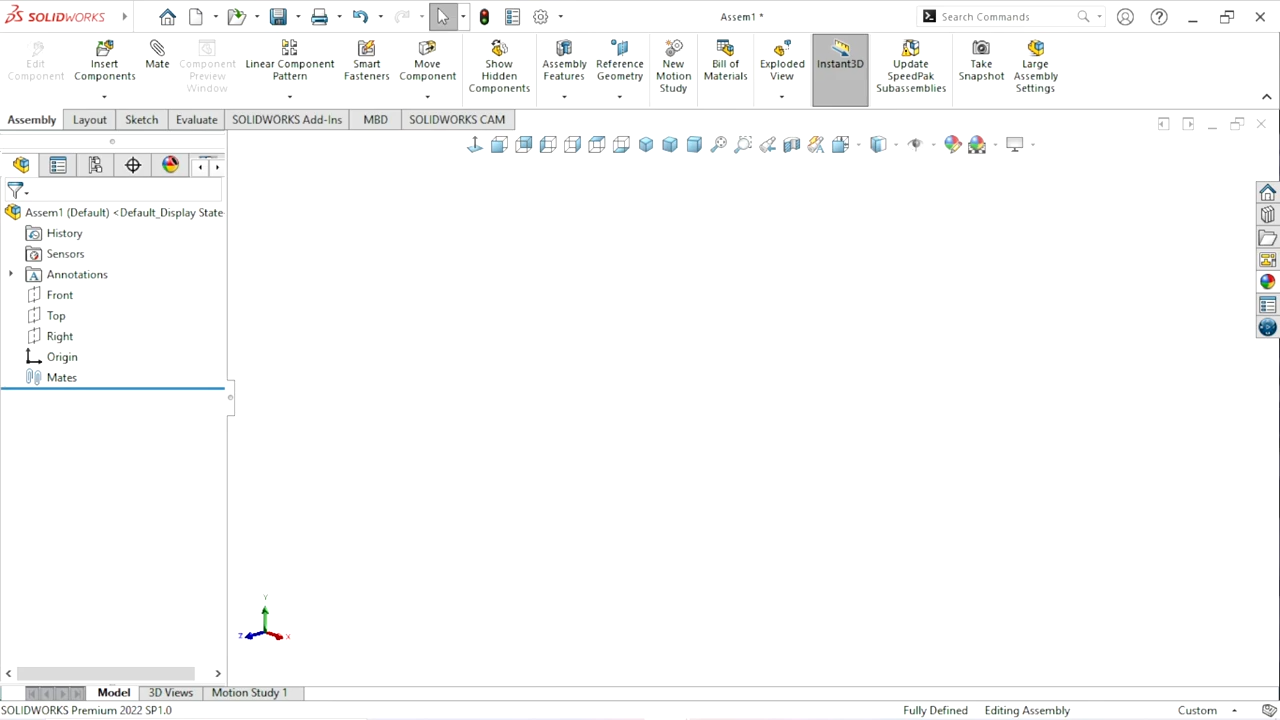 SOLIDWORKS
Assem1 *
Search Commands
Edit
Component
Insert
Components
Mate
Component
Preview
Window
Linear Component
Pattern
Smart
Fasteners
Move
Component
Show
Hidden
Components
Assembly
Features
Reference
Geometry
New
Motion
Study
Bill of
Materials
Exploded
View
Instant3D
Update
SpeedPak
Subassemblies
Take
Snapshot
Large
Assembly
Settings
Assembly
Layout
Sketch
Evaluate
SOLIDWORKS Add-Ins
MBD
SOLIDWORKS CAM
Assem1 (Default) <Default_Display State
History
Sensors
Annotations
Front
Top
Right
Origin
Mates
Y
Z
X
Model
3D Views
Motion Study 1
SOLIDWORKS Premium 2022 SP1.0
Fully Defined
Editing Assembly
Custom